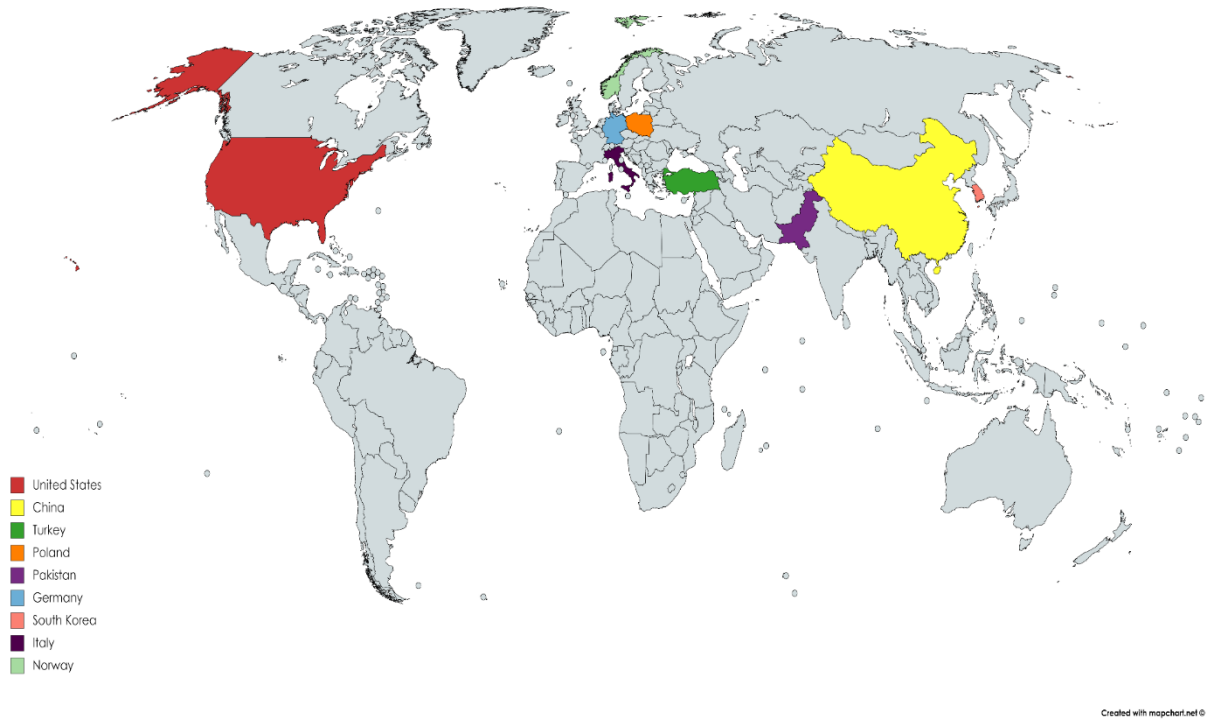 United States
China
Turkey
Poland
Pakistan
Germany
South Korea
Italy
Norway
Created with mapchart.net ©